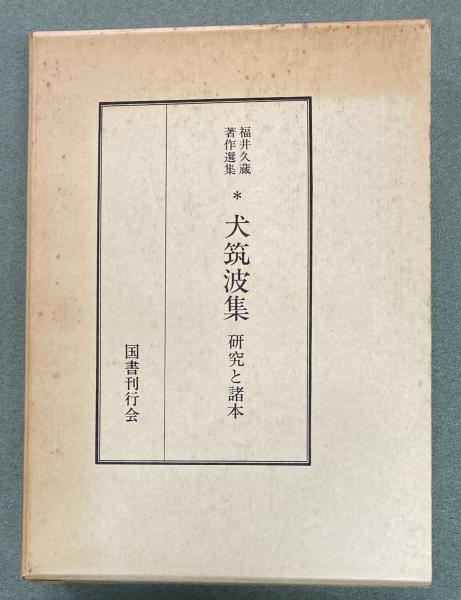 福井久蔵
著作選集
*
犬筑波集 研究と諸本
国書刊行会